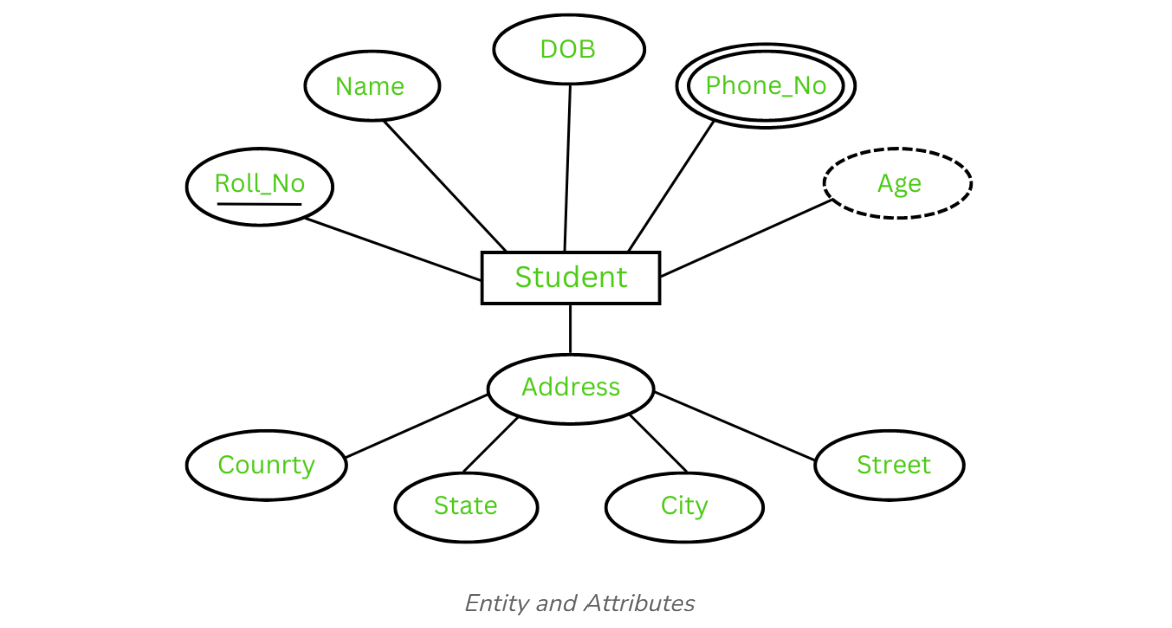 DOB
Name
Phone_No
Roll_No
Age
Student
Address
Counrty
Street
State
City
Entity and Attributes